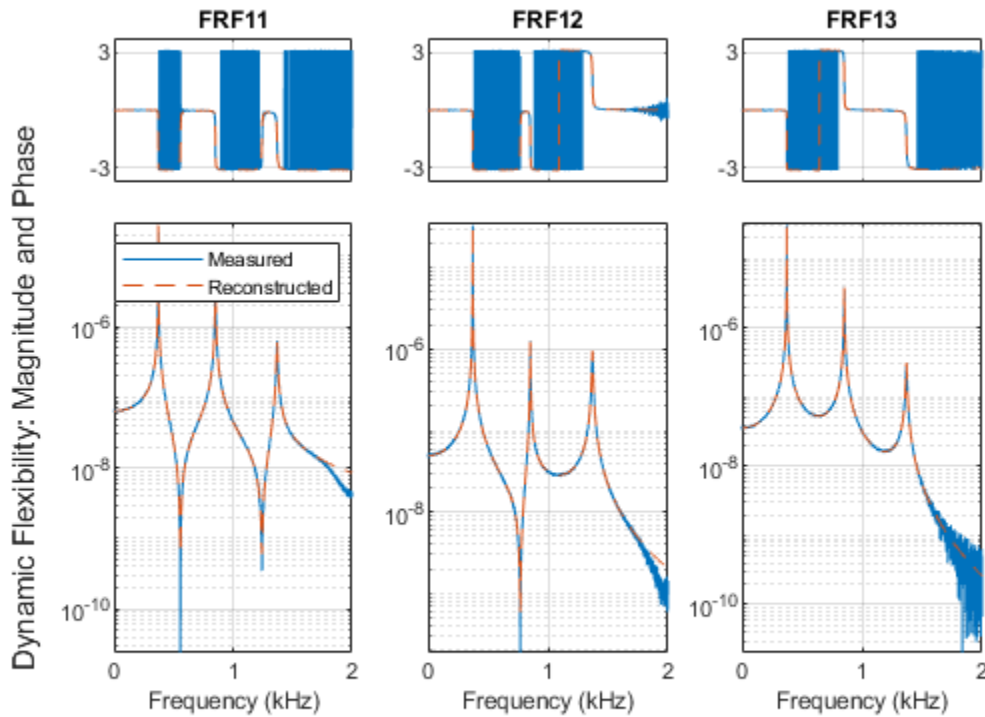 FRF11
FRF12
FRF13
3
-3
3
-3
3
-3
Dynamic Flexibility: Magnitude and Phase
Measured
Reconstructed
10^-6
10^-8
10^-10
10^-6
10^-8
10^-6
10^-8
10^-10
0 1 2
0 1 2
0 1 2
Frequency (kHz)
Frequency (kHz)
Frequency (kHz)